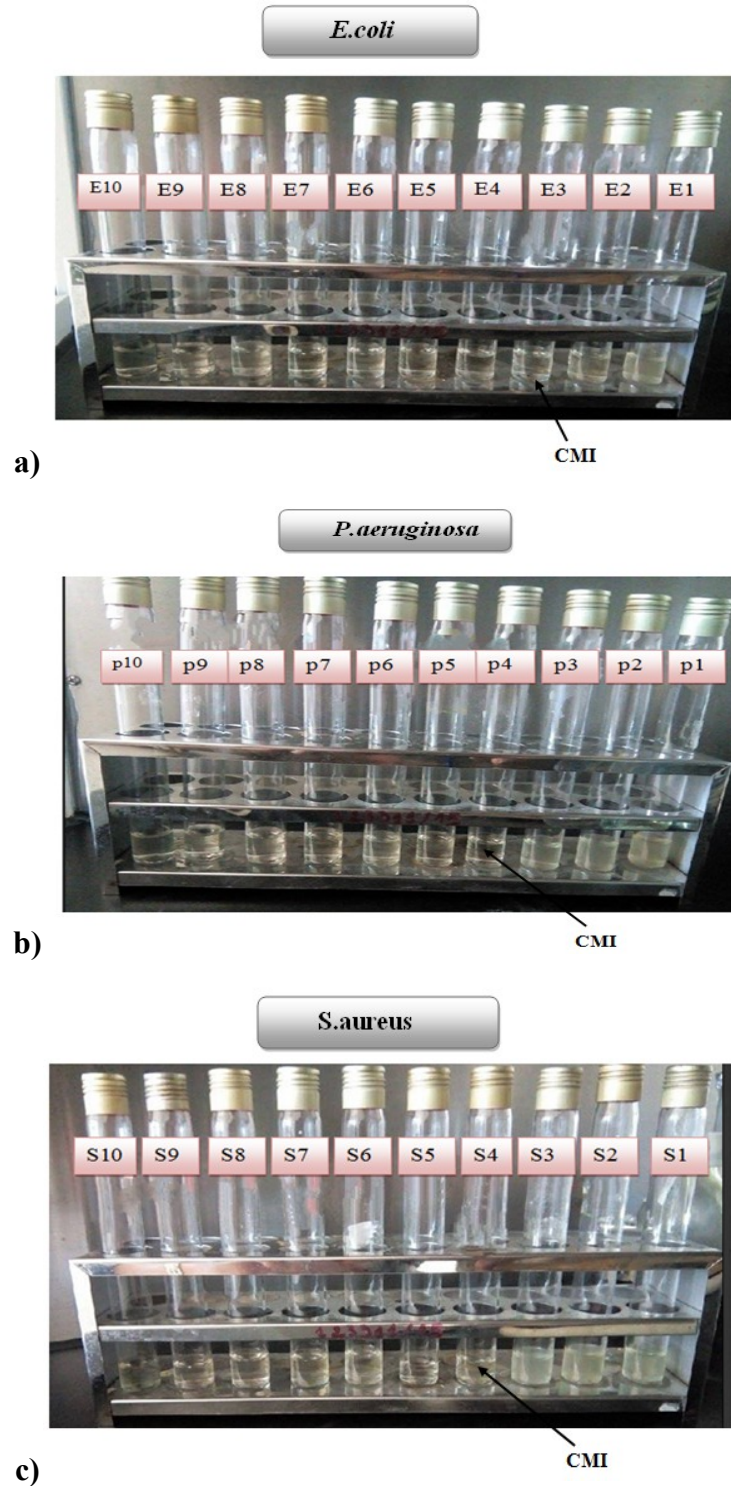 E.coli
E10 E9 E8 E7 E6 E5 E4 E3 E2 E1
CMI
a)
P.aeruginosa
p10 p9 p8 p7 p6 p5 p4 p3 p2 p1
CMI
b)
S.aureus
S10 S9 S8 S7 S6 S5 S4 S3 S2 S1
CMI
c)